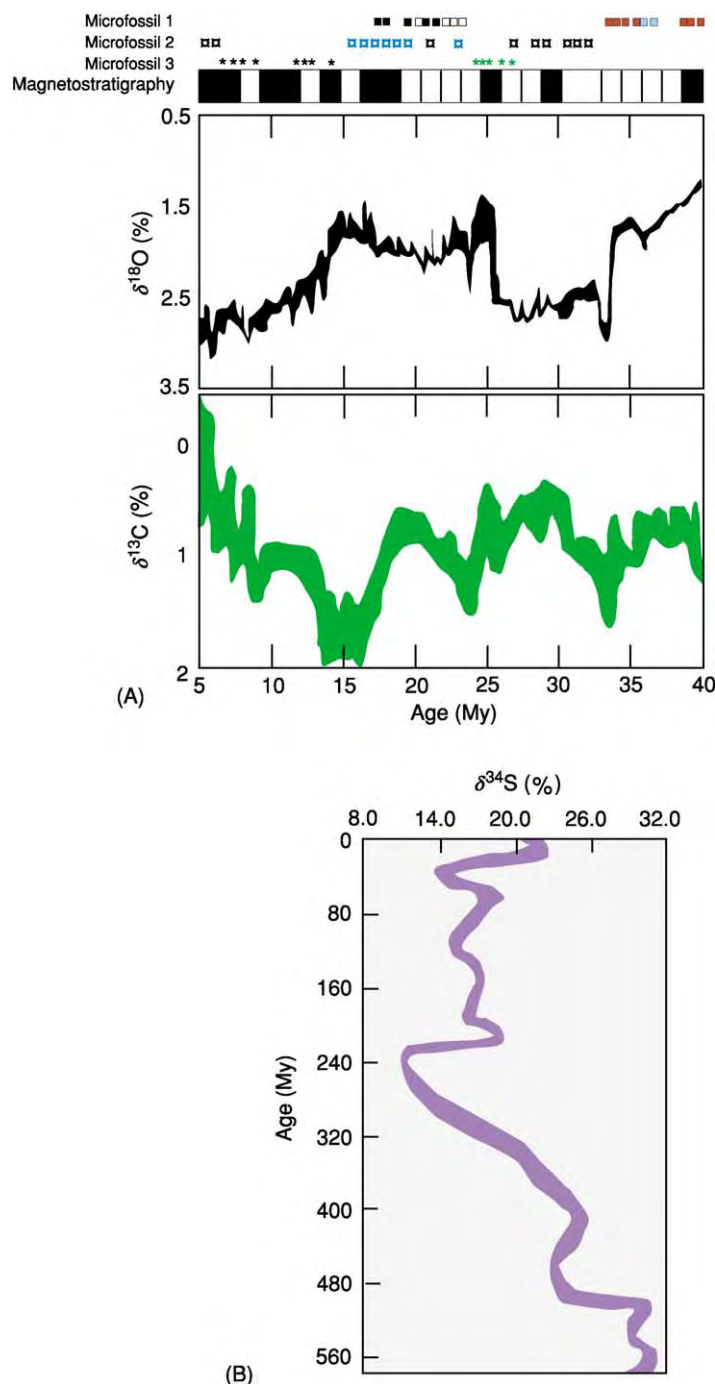 Microfossil 1
Microfossil 2
Microfossil 3
Magnetostratigraphy
0.5
1.5
2.5
3.5
δ18O (%)
0
1
2
δ13C (%)
5 10 15 20 25 30 35 40
Age (My)
(A)
δ34S (%)
8.0 14.0 20.0 26.0 32.0
0
80
160
240
320
400
480
560
Age (My)
(B)